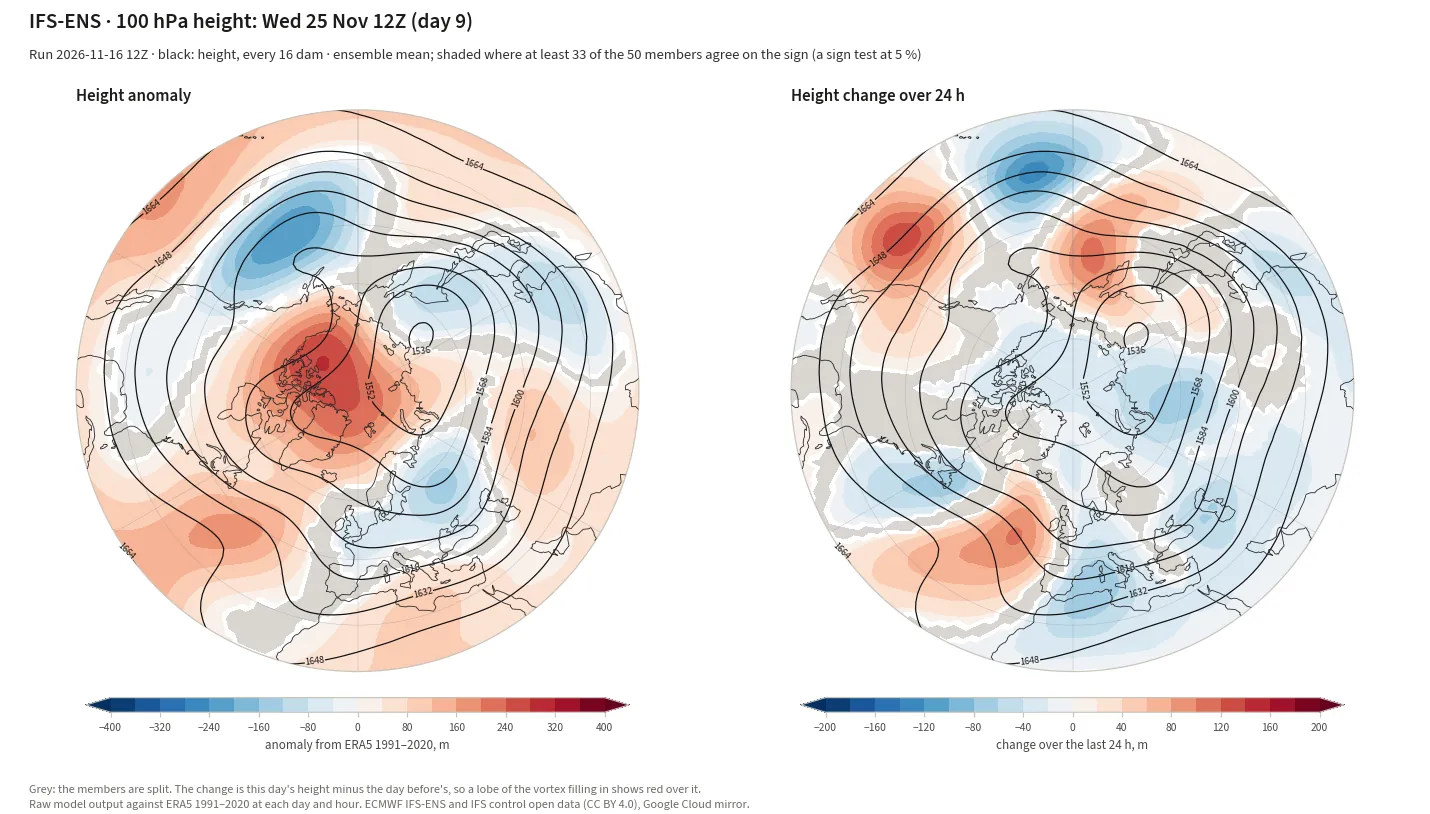 IFS-ENS · 100 hPa height: Wed 25 Nov 12Z (day 9)
Run 2026-11-16 12Z · black: height, every 16 dam · ensemble mean; shaded where at least 33 of the 50 members agree on the sign (a sign test at 5 %)
Height anomaly
1664
1664
1648
1536
1552
1568
1600
1584
1664
1616
1632
1648
−400 −320 −240 −160 −80 0 80 160 240 320 400
anomaly from ERA5 1991–2020, m
Height change over 24 h
1664
1664
1648
1536
1552
1568
1600
1584
1664
1616
1632
1648
−200 −160 −120 −80 −40 0 40 80 120 160 200
change over the last 24 h, m
Grey: the members are split. The change is this day's height minus the day before's, so a lobe of the vortex filling in shows red over it.
Raw model output against ERA5 1991–2020 at each day and hour. ECMWF IFS-ENS and IFS control open data (CC BY 4.0), Google Cloud mirror.